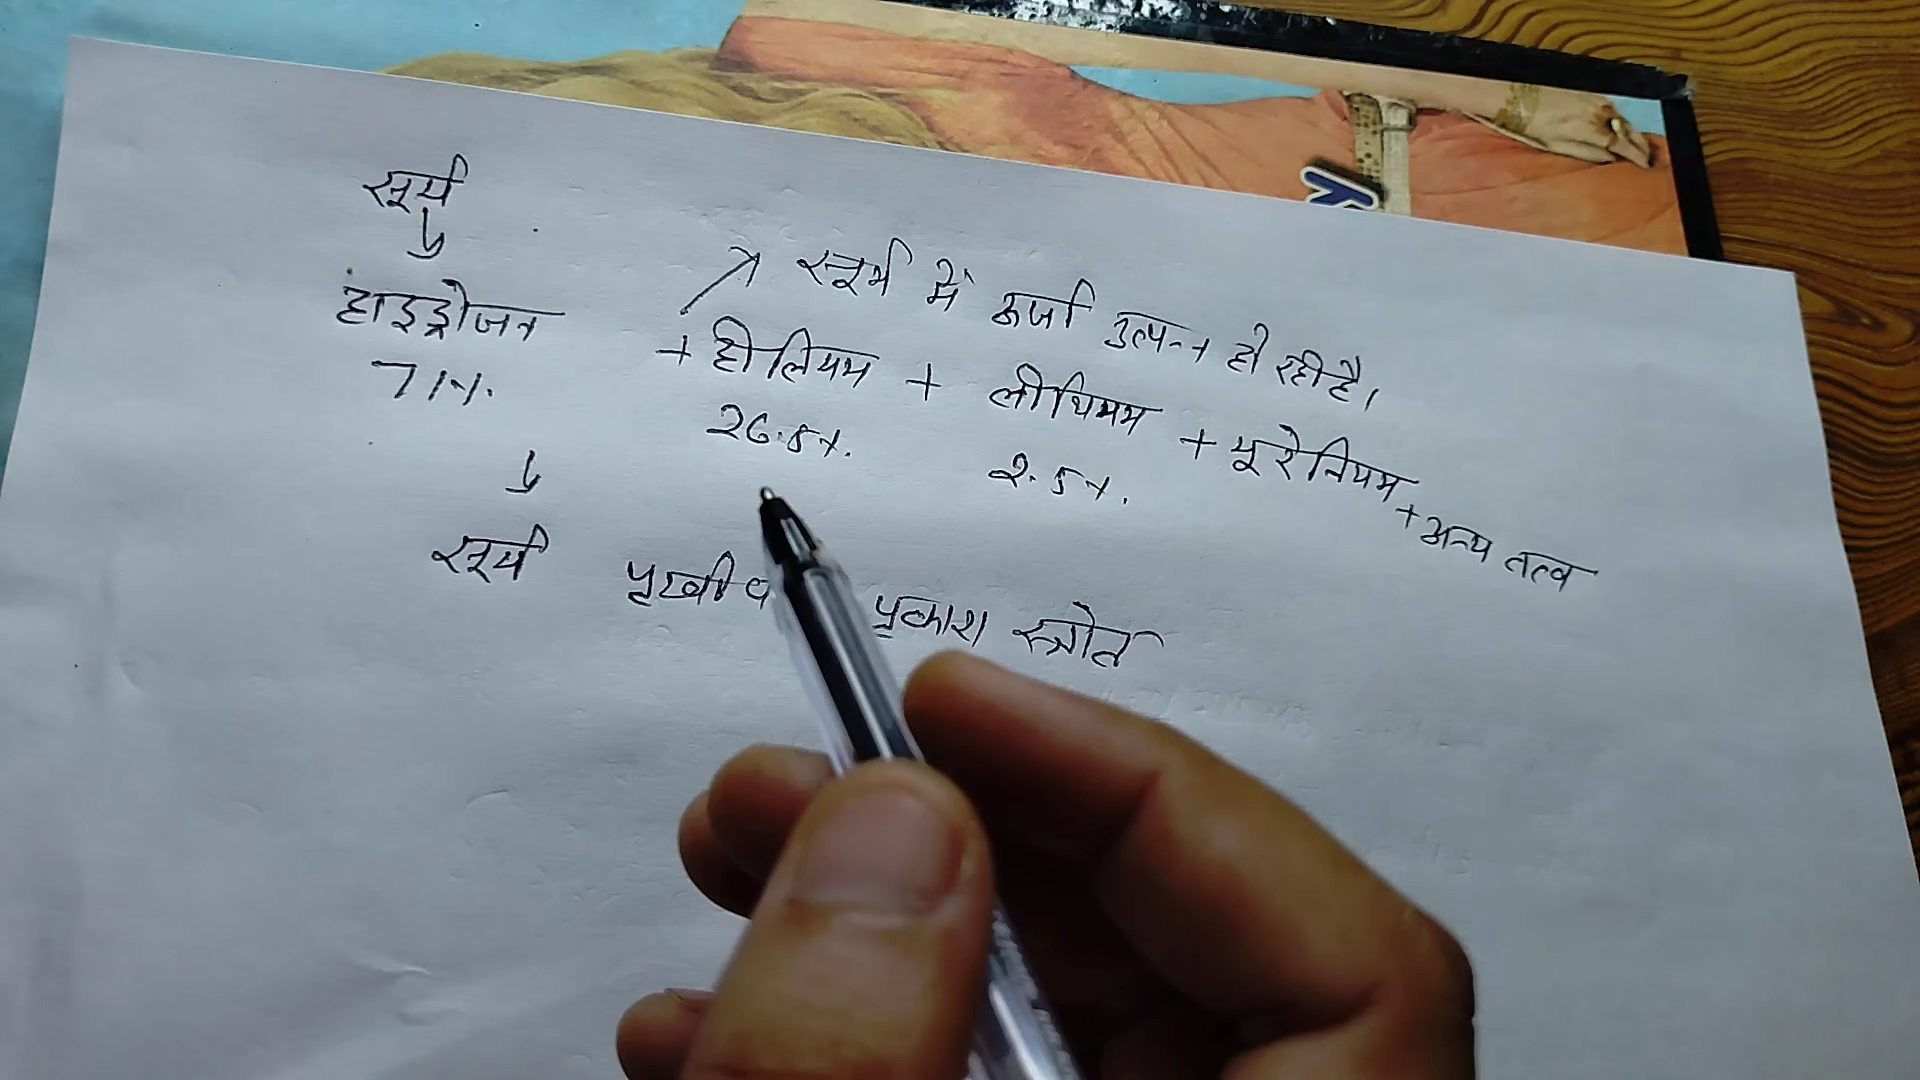 सूर्य
सूर्य में ऊर्जा उत्पन्न हो रही है।
हाइड्रोजन + हीलियम + लीथियम + यूरेनियम + अन्य तत्व
71% 26.5% 2.5%
सूर्य पृथ्वी प्रकाश स्त्रोत
Y